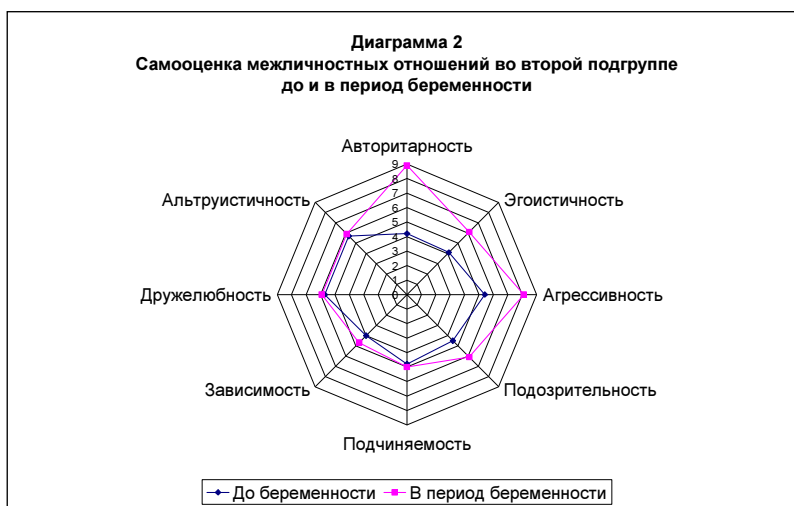 Диаграмма 2
Самооценка межличностных отношений во второй подгруппе
до и в период беременности
Авторитарность
Альтруистичность
Эгоистичность
9
8
7
6
5
4
3
2
1
0
Дружелюбность
Агрессивность
Зависимость
Подозрительность
Подчиняемость
До беременности
В период беременности